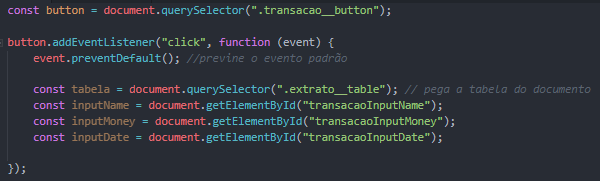 const button = document.querySelector(".transacao__button");
button.addEventListener("click", function (event) {
event.preventDefault(); //previne o evento padrão
const tabela = document.querySelector(".extrato__table"); // pega a tabela do documento
const inputName = document.getElementById("transacaoInputName");
const inputMoney = document.getElementById("transacaoInputMoney");
const inputDate = document.getElementById("transacaoInputDate");
});